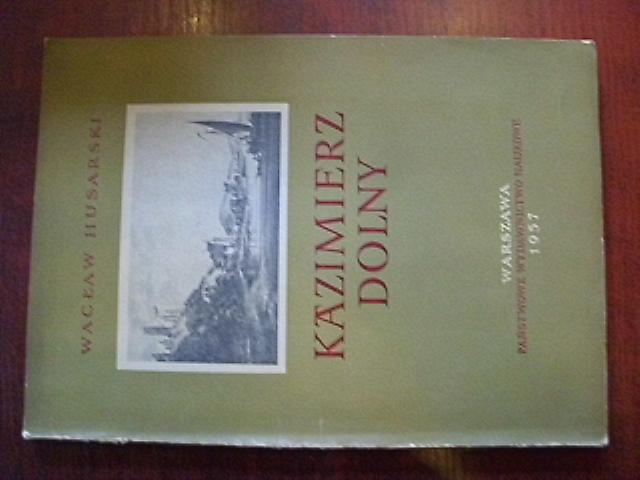 WACŁAW HUSARSKI
KAZIMIERZ
DOLNY
WARSZAWA
1957
PAŃSTWOWE WYDAWNICTWO NAUKOWE